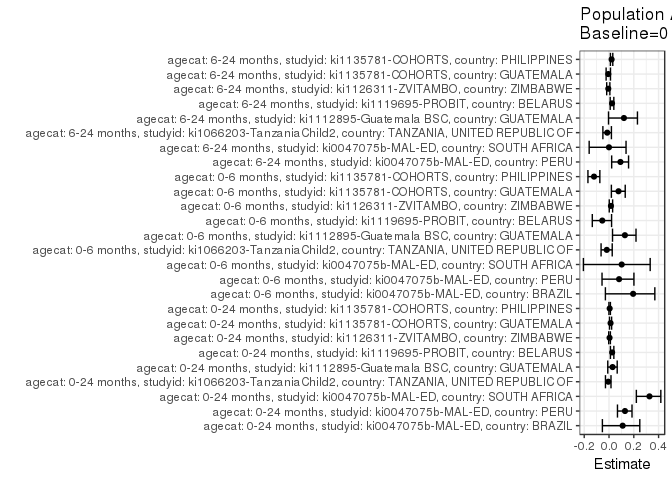 Population
Baseline=0
agecat: 6-24 months, studyid: ki1135781-COHORTS, country: PHILIPPINES
agecat: 6-24 months, studyid: ki1135781-COHORTS, country: GUATEMALA
agecat: 6-24 months, studyid: ki1126311-ZVITAMBO, country: ZIMBABWE
agecat: 6-24 months, studyid: ki1119695-PROBIT, country: BELARUS
agecat: 6-24 months, studyid: ki1112895-Guatemala BSC, country: GUATEMALA
agecat: 6-24 months, studyid: ki1066203-TanzaniaChild2, country: TANZANIA, UNITED REPUBLIC OF
agecat: 6-24 months, studyid: ki0047075b-MAL-ED, country: SOUTH AFRICA
agecat: 6-24 months, studyid: ki0047075b-MAL-ED, country: PERU
agecat: 0-6 months, studyid: ki1135781-COHORTS, country: PHILIPPINES
agecat: 0-6 months, studyid: ki1135781-COHORTS, country: GUATEMALA
agecat: 0-6 months, studyid: ki1126311-ZVITAMBO, country: ZIMBABWE
agecat: 0-6 months, studyid: ki1119695-PROBIT, country: BELARUS
agecat: 0-6 months, studyid: ki1112895-Guatemala BSC, country: GUATEMALA
agecat: 0-6 months, studyid: ki1066203-TanzaniaChild2, country: TANZANIA, UNITED REPUBLIC OF
agecat: 0-6 months, studyid: ki0047075b-MAL-ED, country: SOUTH AFRICA
agecat: 0-6 months, studyid: ki0047075b-MAL-ED, country: PERU
agecat: 0-6 months, studyid: ki0047075b-MAL-ED, country: BRAZIL
agecat: 0-24 months, studyid: ki1135781-COHORTS, country: PHILIPPINES
agecat: 0-24 months, studyid: ki1135781-COHORTS, country: GUATEMALA
agecat: 0-24 months, studyid: ki1126311-ZVITAMBO, country: ZIMBABWE
agecat: 0-24 months, studyid: ki1119695-PROBIT, country: BELARUS
agecat: 0-24 months, studyid: ki1112895-Guatemala BSC, country: GUATEMALA
agecat: 0-24 months, studyid: ki1066203-TanzaniaChild2, country: TANZANIA, UNITED REPUBLIC OF
agecat: 0-24 months, studyid: ki0047075b-MAL-ED, country: SOUTH AFRICA
agecat: 0-24 months, studyid: ki0047075b-MAL-ED, country: PERU
agecat: 0-24 months, studyid: ki0047075b-MAL-ED, country: BRAZIL
-0.2 0.0 0.2 0.4
Estimate